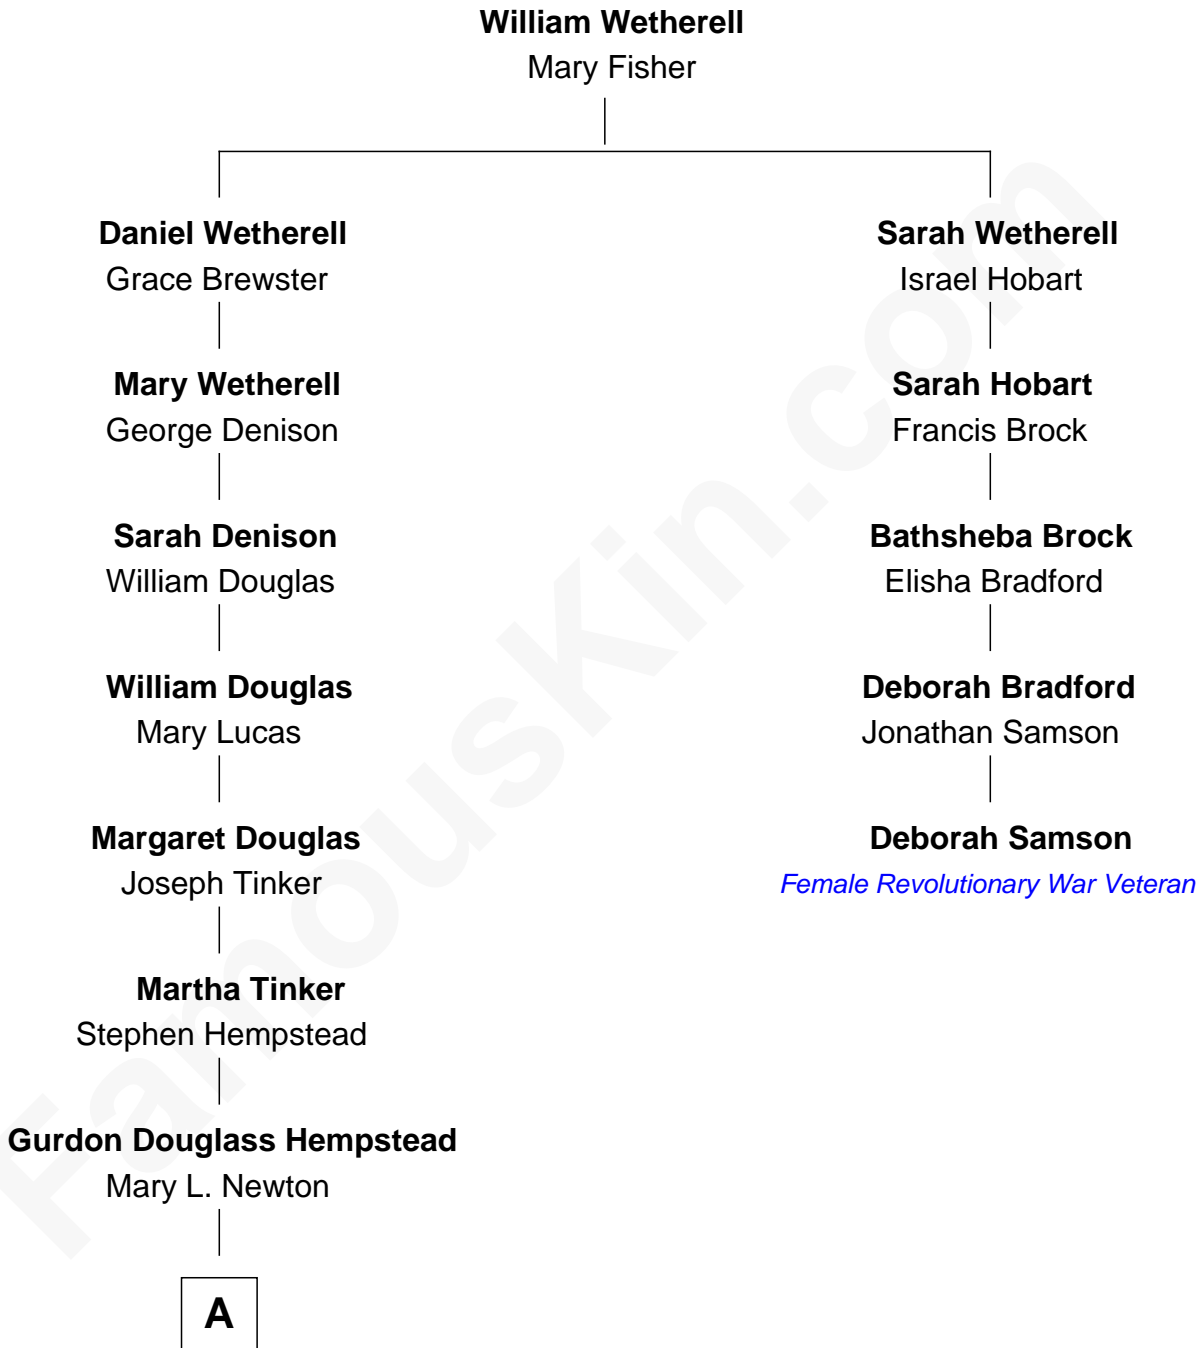 William Wetherell
Mary Fisher
Daniel Wetherell
Grace Brewster
Mary Wetherell
George Denison
Sarah Denison
William Douglas
William Douglas
Mary Lucas
Margaret Douglas
Joseph Tinker
Martha Tinker
Stephen Hempstead
Gurdon Douglass Hempstead
Mary L. Newton
A
Sarah Wetherell
Israel Hobart
Sarah Hobart
Francis Brock
Bathsheba Brock
Elisha Bradford
Deborah Bradford
Jonathan Samson
Deborah Samson
Female Revolutionary War Veteran
FamousKin.com